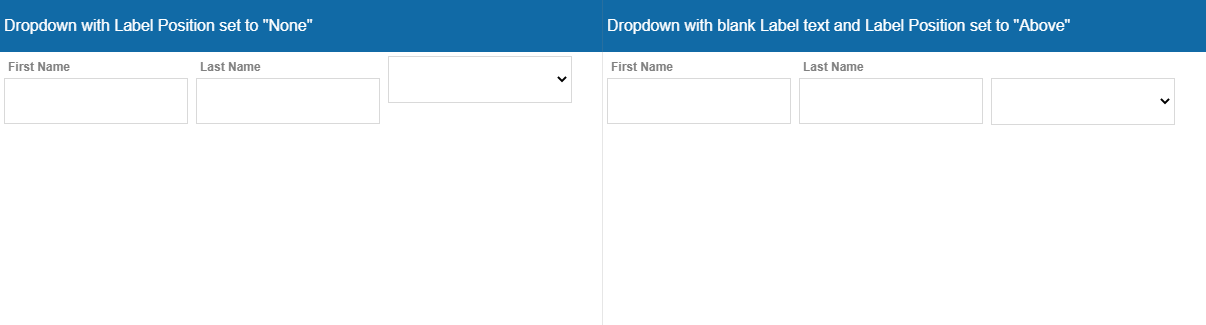 Dropdown with Label Position set to "None"
Dropdown with blank Label text and Label Position set to "Above"
First Name
Last Name
First Name
Last Name